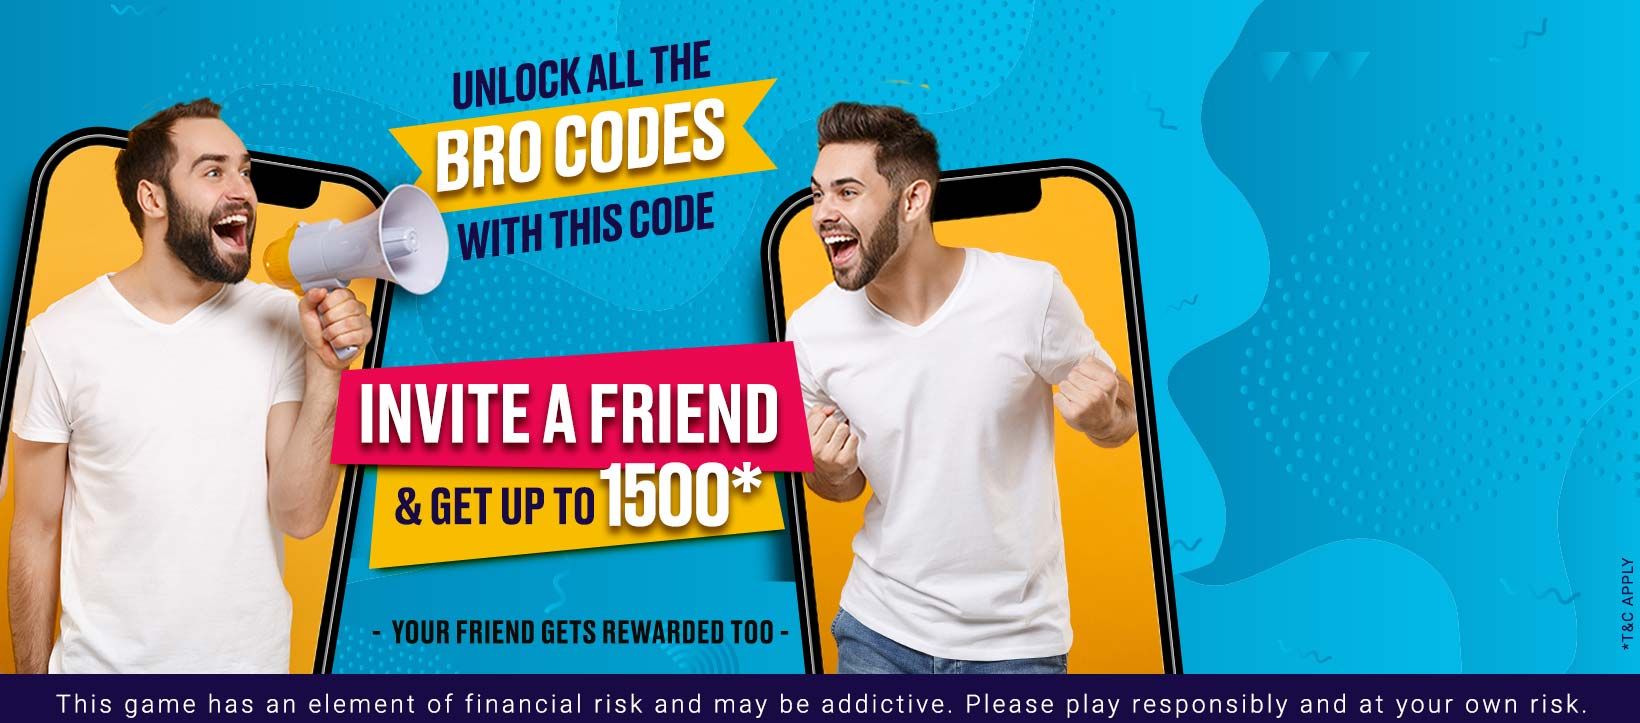 UNLOCK ALL THE
BRO CODES
WITH THIS CODE
INVITE A FRIEND
& GET UP TO 1500*
- YOUR FRIEND GETS REWARDED TOO -
*T&C APPLY
This game has an element of financial risk and may be addictive. Please play responsibly and at your own risk.